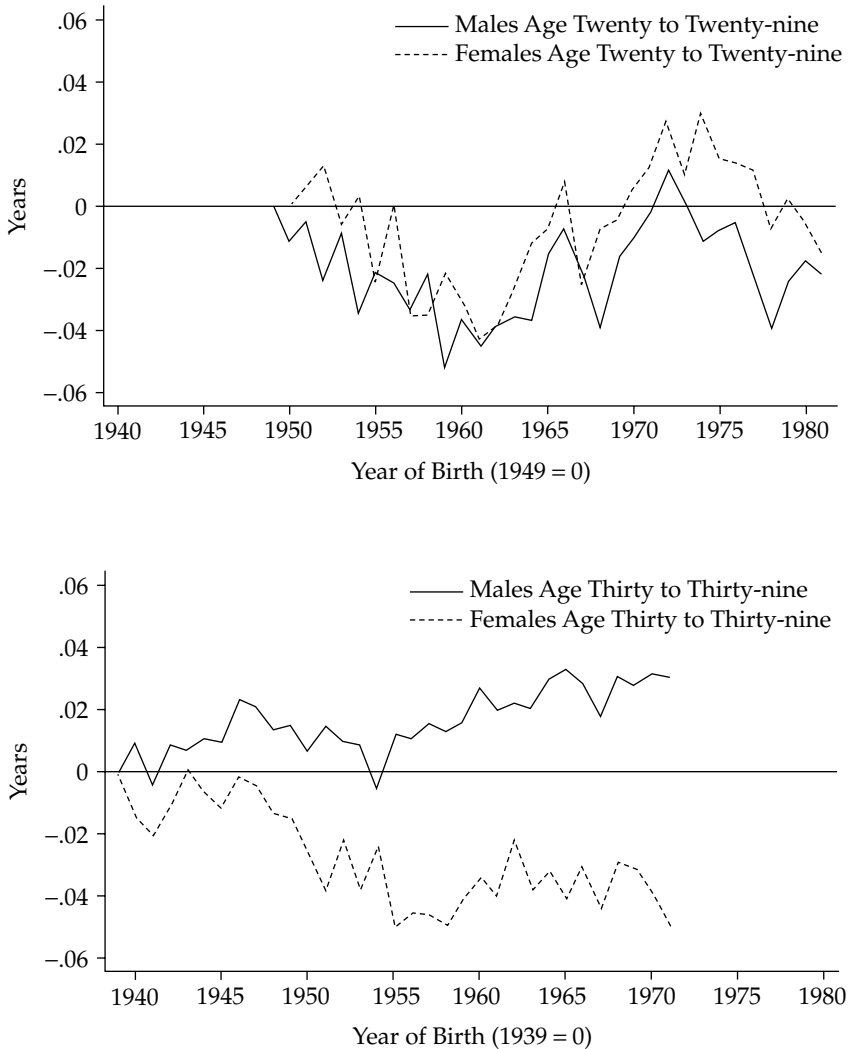 .06
Males Age Twenty to Twenty-nine
Females Age Twenty to Twenty-nine
.04
.02
0
−.02
−.04
−.06
Years
1940 1945 1950 1955 1960 1965 1970 1975 1980
Year of Birth (1949 = 0)
.06
Males Age Thirty to Thirty-nine
Females Age Thirty to Thirty-nine
.04
.02
0
−.02
−.04
−.06
Years
1940 1945 1950 1955 1960 1965 1970 1975 1980
Year of Birth (1939 = 0)